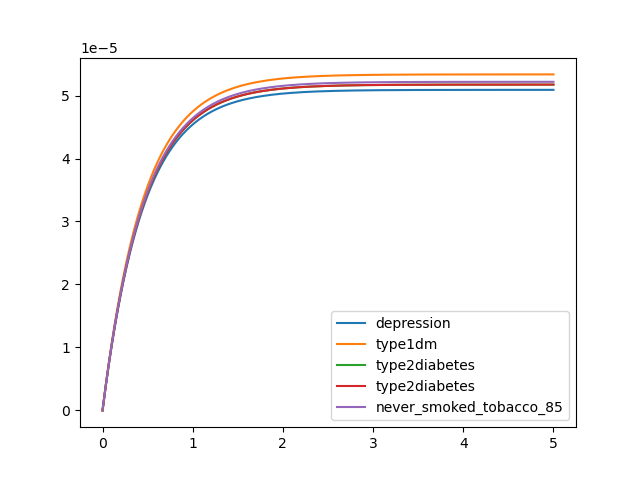 1e−5
5
4
3
2
1
0
0 1 2 3 4 5
depression
type1dm
type2diabetes
type2diabetes
never_smoked_tobacco_85